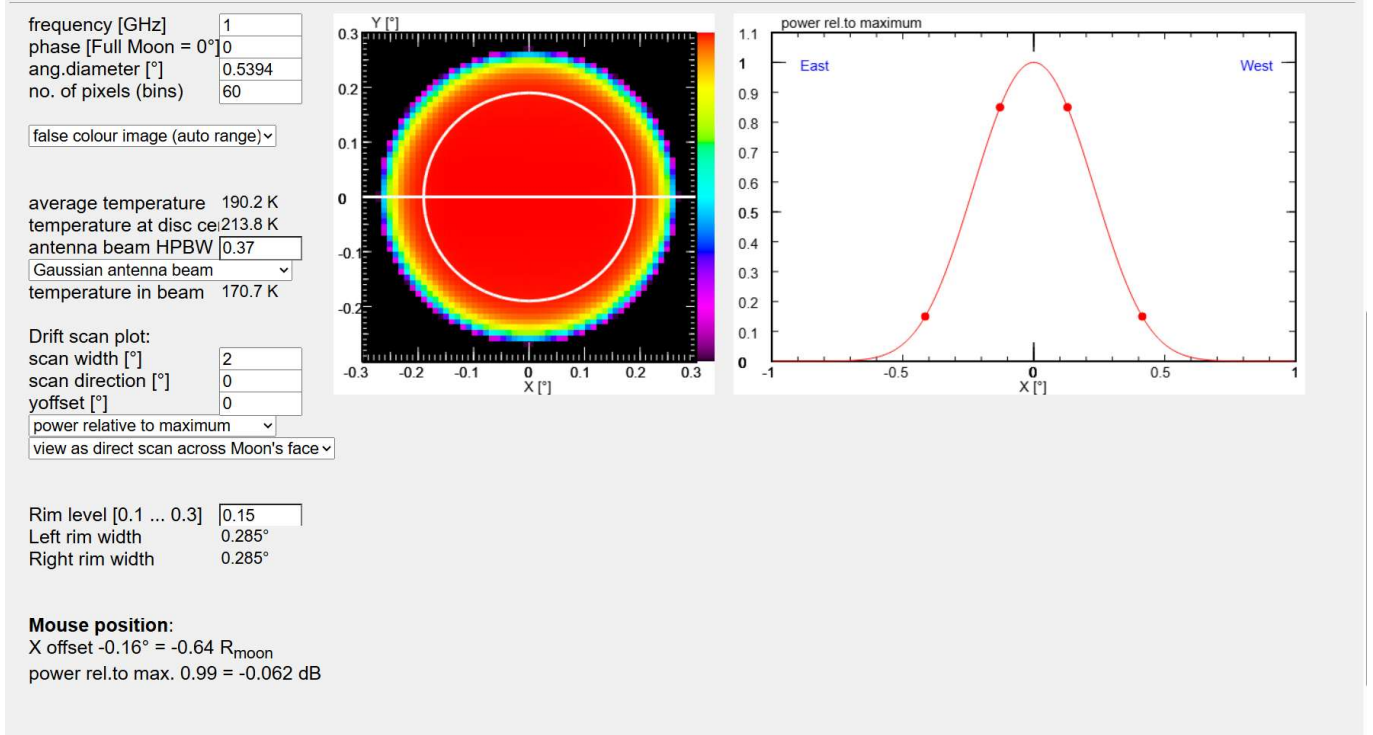 frequency [GHz] 1
phase [Full Moon = 0°] 0
ang.diameter [°] 0.5394
no. of pixels (bins) 60
false colour image (auto range)
average temperature 190.2 K
temperature at disc cei 213.8 K
antenna beam HPBW 0.37
Gaussian antenna beam
temperature in beam 170.7 K
Drift scan plot:
scan width [°] 2
scan direction [°] 0
yoffset [°] 0
power relative to maximum
view as direct scan across Moon's face
Rim level [0.1 ... 0.3] 0.15
Left rim width 0.285°
Right rim width 0.285°
Mouse position:
X offset -0.16° = -0.64 Rmoon
power rel.to max. 0.99 = -0.062 dB
Y [°]
0.3
0.2
0.1
0
-0.1
-0.2
-0.3 -0.2 -0.1 0 0.1 0.2 0.3
X [°]
power rel.to maximum
1.1
1
0.9
0.8
0.7
0.6
0.5
0.4
0.3
0.2
0.1
0
East West
-1 -0.5 0 0.5 1
X [°]